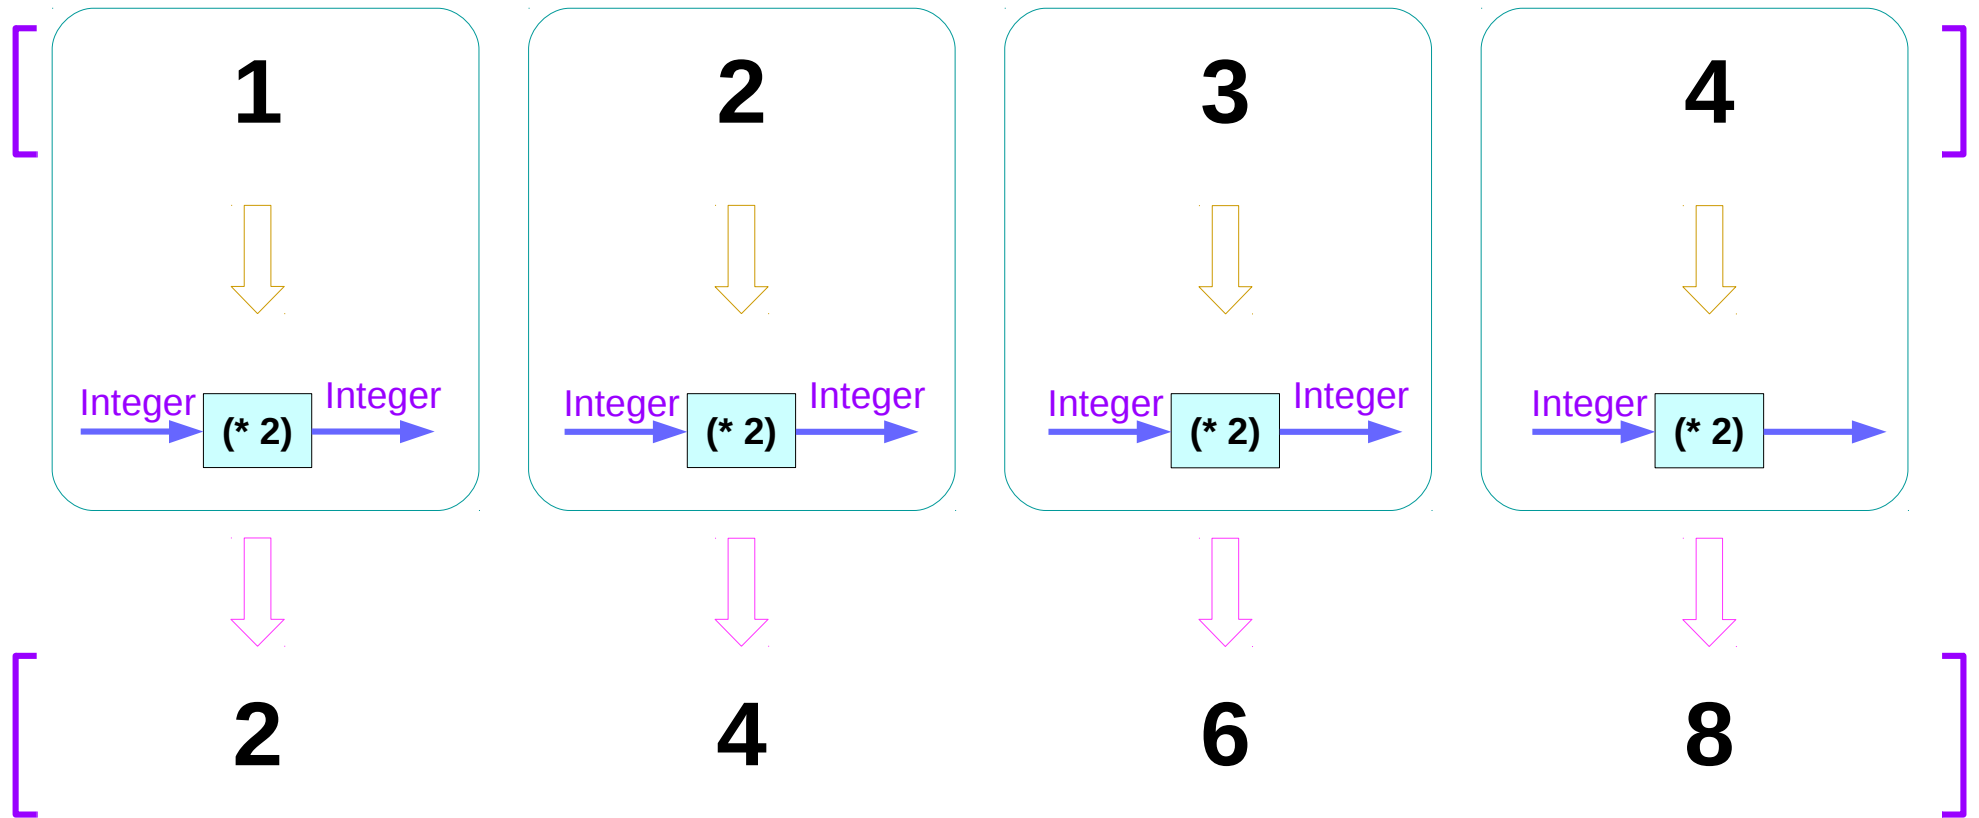 [ 1 2 3 4 ]
Integer (* 2) Integer Integer (* 2) Integer Integer (* 2) Integer Integer (* 2)
[ 2 4 6 8 ]